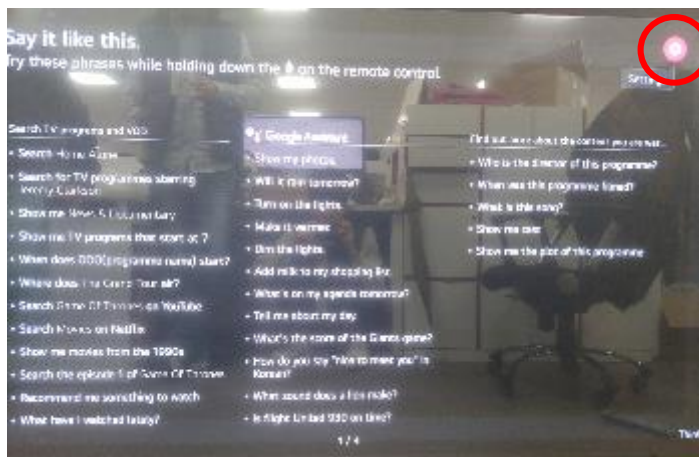 Say it like this.
Try these phrases while holding down the on the remote control.
Search TV programs and VOD
• Search Home Alone
• Search for TV programmes starring
Jeremy Clarkson
• Show me News & Documentary
• Show me TV programs that start at 7
• When does OOO(programme name) start?
• Where does The Grand Tour air?
• Search Game Of Thrones on YouTube
• Search Movies on Netflix
• Show me movies from the 1990s
• Search the episode 1 of Game Of Thrones
• Recommend me something to watch
• What have I watched lately?
Google Assistant
• Show my photos
• Will it rain tomorrow?
• Turn on the lights
• Make it warmer
• Dim the lights
• Add milk to my shopping list
• What's on my agenda tomorrow?
• Tell me about my day
• What's the score of the Giants game?
• How do you say "nice to meet you" in
Korean?
• What sound does a lion make?
• Is flight United 930 on time?
Find out more about the content you are
• Who is the director of this programme?
• When was this programme filmed?
• What is this song?
• Show me cast
• Show me the plot of this programme
1 / 4